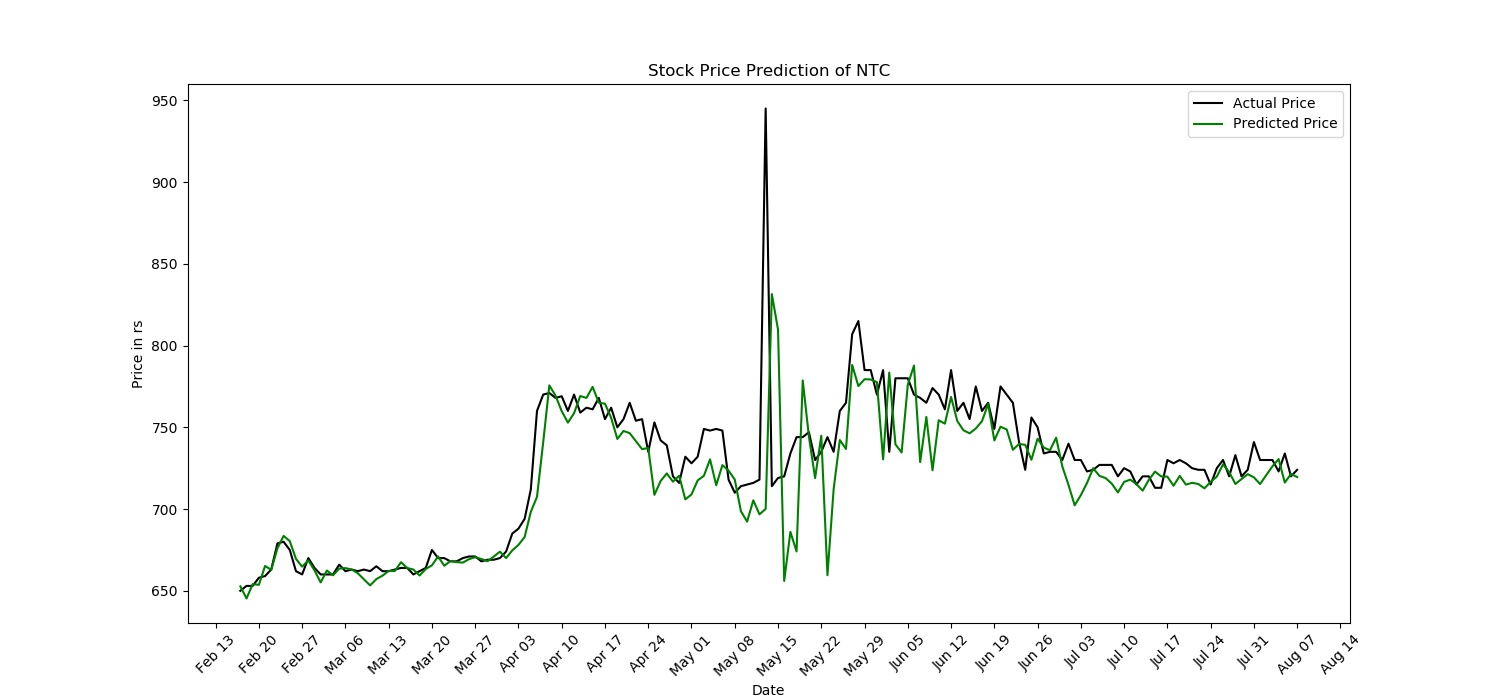 Stock Price Prediction of NTC
Actual Price
Predicted Price
Price in rs
950
900
850
800
750
700
650
Feb 13
Feb 20
Feb 27
Mar 06
Mar 13
Mar 20
Mar 27
Apr 03
Apr 10
Apr 17
Apr 24
May 01
May 08
May 15
May 22
May 29
Jun 05
Jun 12
Jun 19
Jun 26
Jul 03
Jul 10
Jul 17
Jul 24
Jul 31
Aug 07
Aug 14
Date